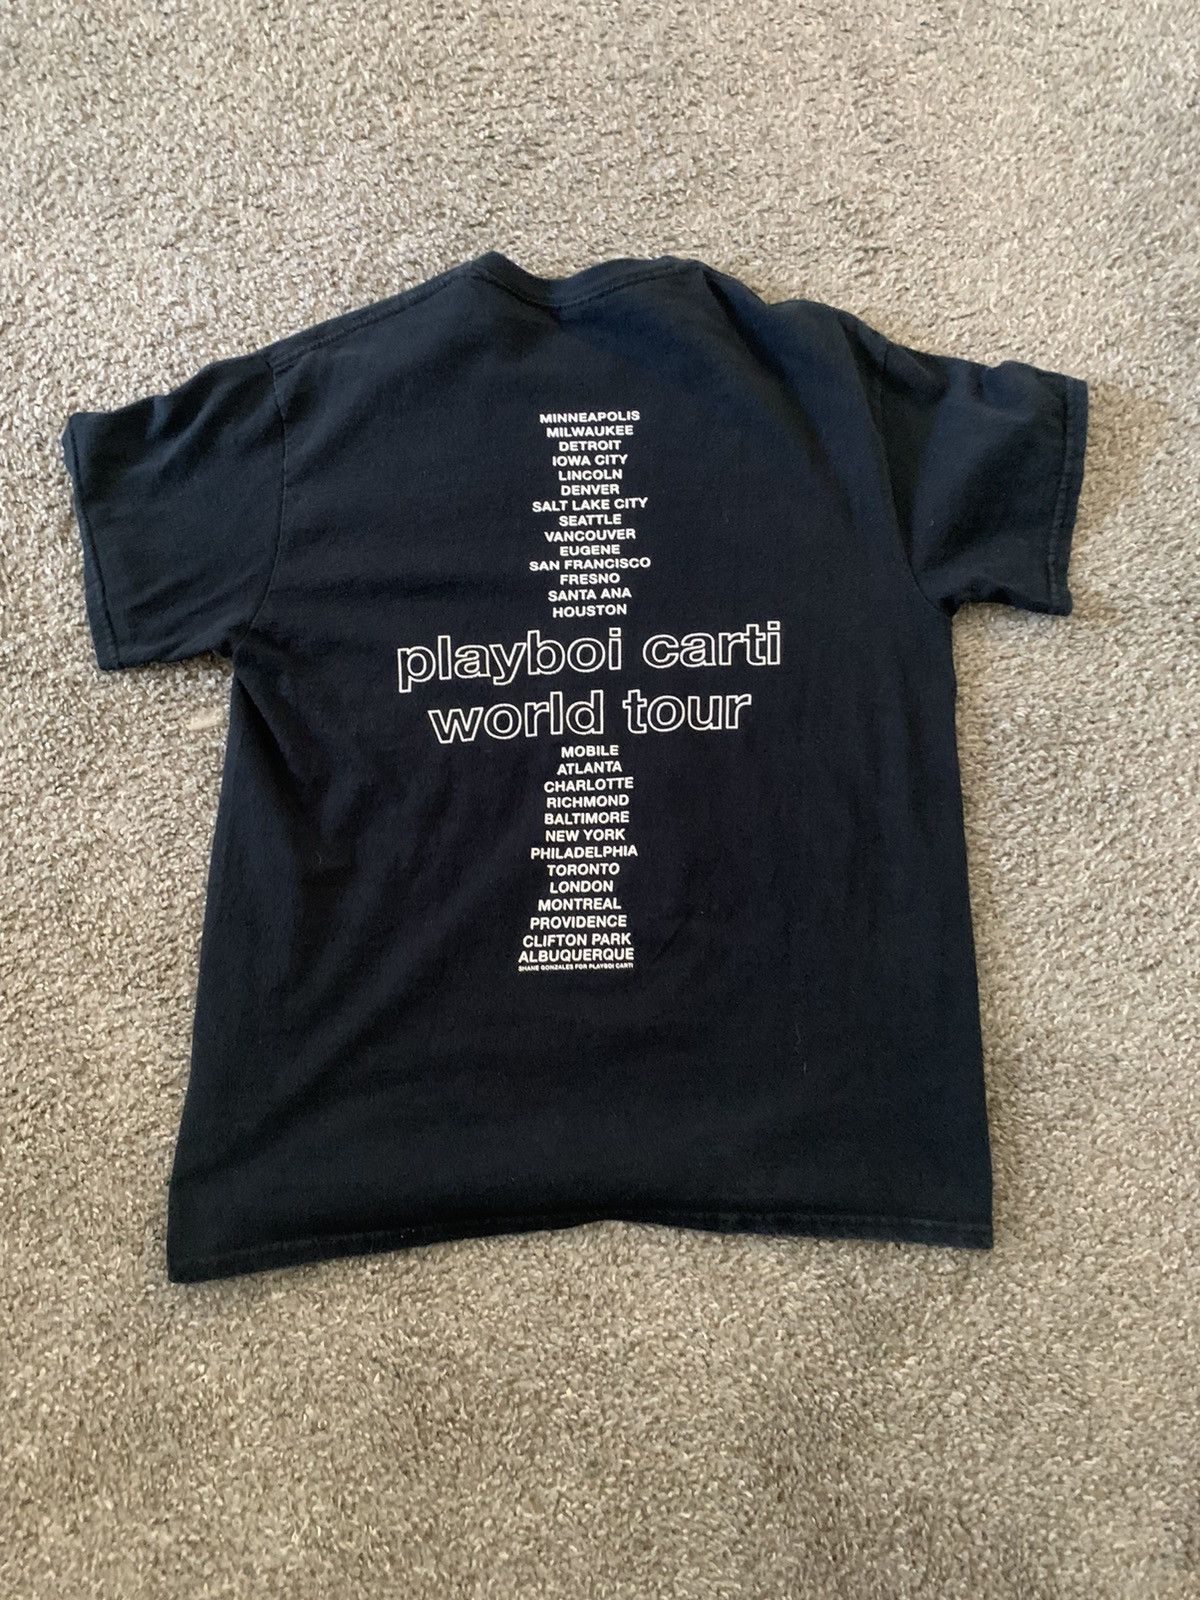 MINNEAPOLIS
MILWAUKEE
DETROIT
IOWA CITY
LINCOLN
DENVER
SALT LAKE CITY
SEATTLE
VANCOUVER
EUGENE
SAN FRANCISCO
FRESNO
SANTA ANA
HOUSTON
playboi carti
world tour
MOBILE
ATLANTA
CHARLOTTE
RICHMOND
BALTIMORE
NEW YORK
PHILADELPHIA
TORONTO
LONDON
MONTREAL
PROVIDENCE
CLIFTON PARK
ALBUQUERQUE
SHANE GONZALES FOR PLAYBOI CARTI